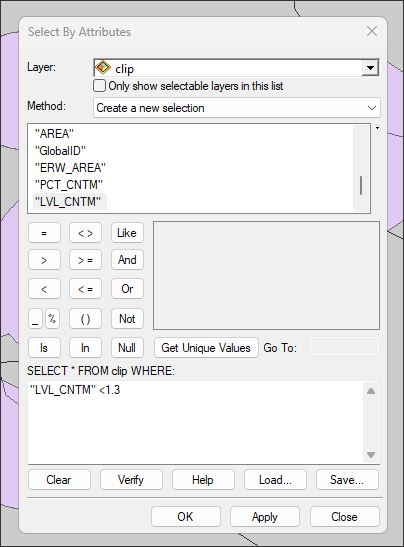 Select By Attributes
Layer: clip
Only show selectable layers in this list
Method: Create a new selection
"AREA"
"GlobalID"
"ERW_AREA"
"PCT_CNTM"
"LVL_CNTM"
= < > Like
> > = And
< < = Or
_ % ( ) Not
Is In Null Get Unique Values Go To:
SELECT * FROM clip WHERE:
"LVL_CNTM" <1.3
Clear Verify Help Load... Save...
OK Apply Close